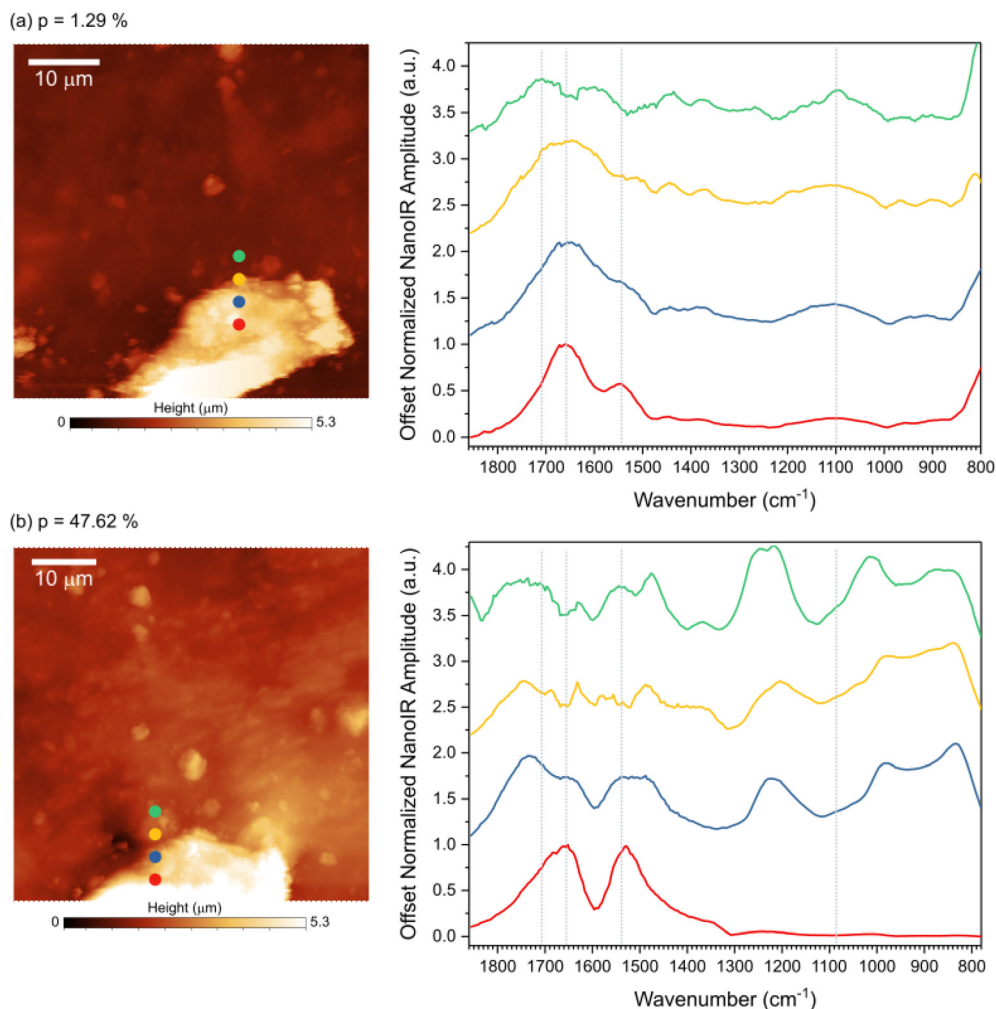 (a) p = 1.29 %
10 μm
Height (μm)
0
5.3
Offset Normalized NanoIR Amplitude (a.u.)
4.0
3.5
3.0
2.5
2.0
1.5
1.0
0.5
0.0
1800 1700 1600 1500 1400 1300 1200 1100 1000 900 800
Wavenumber (cm⁻¹)
(b) p = 47.62 %
10 μm
Height (μm)
0
5.3
Offset Normalized NanoIR Amplitude (a.u.)
4.0
3.5
3.0
2.5
2.0
1.5
1.0
0.5
0.0
1800 1700 1600 1500 1400 1300 1200 1100 1000 900 800
Wavenumber (cm⁻¹)